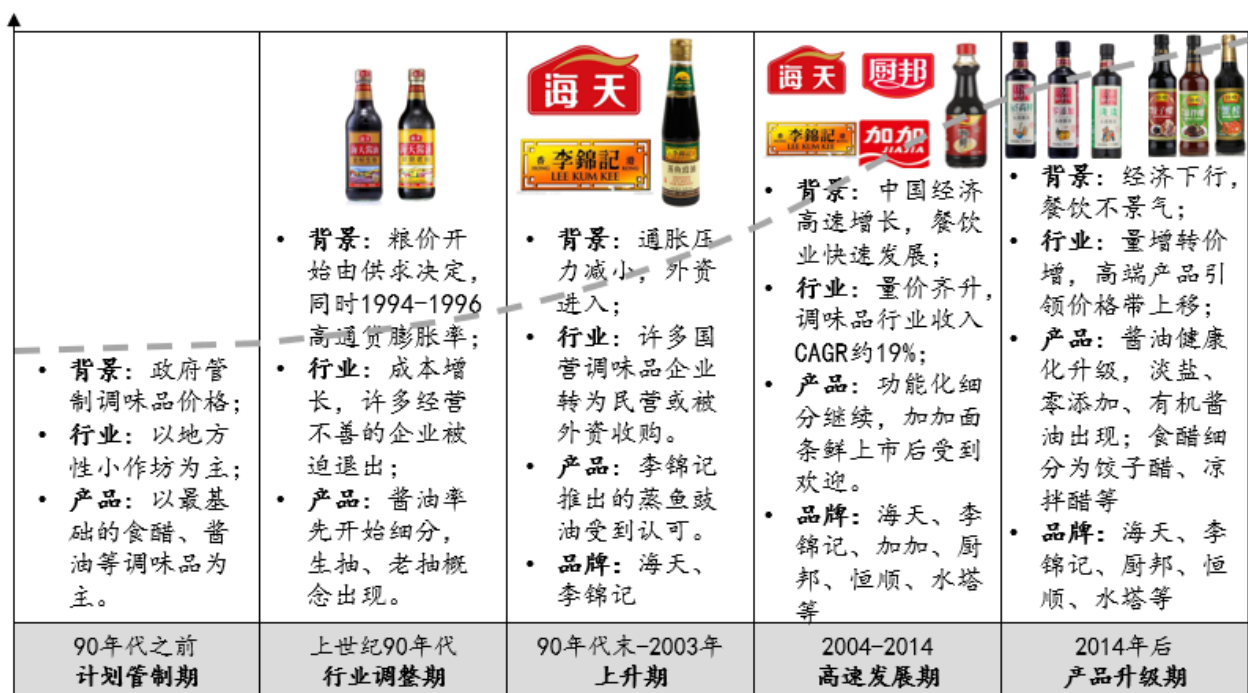 背景：政府管
制调味品价格；
行业：以地方
性小作坊为主；
产品：以最基
础的食醋、酱
油等调味品为
主。
90年代之前
计划管制期
海天酱油
背景：粮价开
始由供求决定，
同时1994-1996
高通货膨胀率；
行业：成本增
长，许多经营
不善的企业被
迫退出；
产品：酱油率
先开始细分，
生抽、老抽概
念出现。
上世纪90年代
行业调整期
海天
李錦記
LEE KUM KEE
背景：通胀压
力减小，外资
进入；
行业：许多国
营调味品企业
转为民营或被
外资收购。
产品：李锦记
推出的蒸鱼豉
油受到认可。
品牌：海天、
李锦记
90年代末-2003年
上升期
海天
厨邦
李錦記
LEE KUM KEE
加加
JIAJIA
背景：中国经济
高速增长，餐饮
业快速发展；
行业：量价齐升，
调味品行业收入
CAGR约19%；
产品：功能化细
分继续，加加面
条鲜上市后受到
欢迎。
品牌：海天、李
锦记、加加、厨
邦、恒顺、水塔
等
2004-2014
高速发展期
背景：经济下行，
餐饮不景气；
行业：量增转价
增，高端产品引
领价格带上移；
产品：酱油健康
化升级，淡盐、
零添加、有机酱
油出现；食醋细
分为饺子醋、凉
拌醋等
品牌：海天、李
锦记、厨邦、恒
顺、水塔等
2014年后
产品升级期